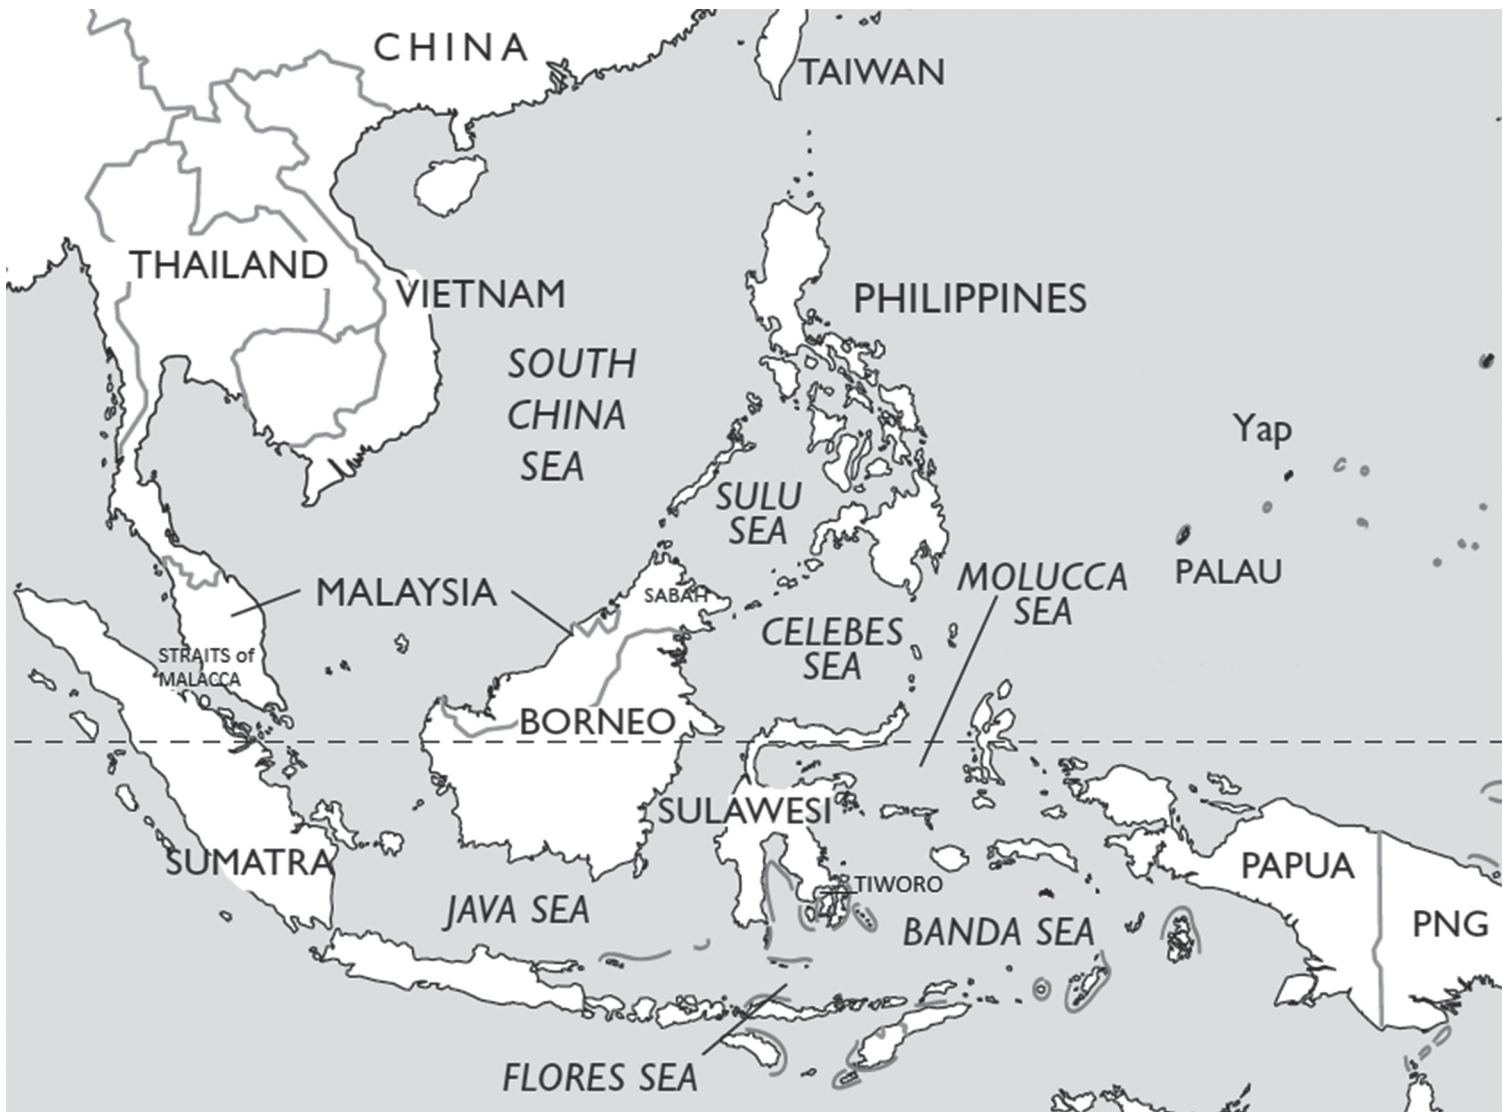 CHINA
TAIWAN
THAILAND
VIETNAM
PHILIPPINES
SOUTH
CHINA
SEA
Yap
SULU
SEA
PALAU
MALAYSIA
SABAH
MOLUCCA
SEA
CELEBES
SEA
STRAITS of
MALACCA
BORNEO
SULAWESI
SUMATRA
PAPUA
TIWORO
JAVA SEA
BANDA SEA
PNG
FLORES SEA